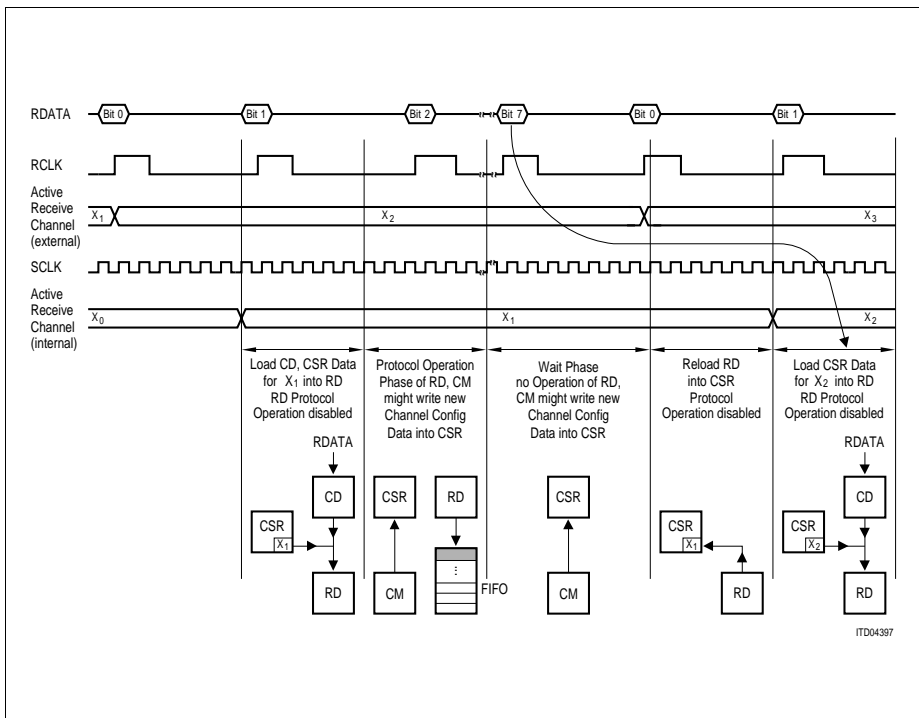 RDATA
Bit 0
Bit 1
Bit 2
Bit 7
Bit 0
Bit 1
RCLK
Active
Receive
Channel
(external)
X1
X2
X3
SCLK
Active
Receive
Channel
(internal)
X0
X1
X2
Load CD, CSR Data
for X1 into RD
RD Protocol
Operation disabled
Protocol Operation
Phase of RD, CM
might write new
Channel Config
Data into CSR
Wait Phase
no Operation of RD,
CM might write new
Channel Config
Data into CSR
Reload RD
into CSR
Protocol
Operation disabled
Load CSR Data
for X2 into RD
RD Protocol
Operation disabled
RDATA
CD
CSR
X1
RD
CSR
CM
RD
FIFO
CSR
CM
CSR
X1
RD
RDATA
CD
CSR
X2
RD
ITD04397